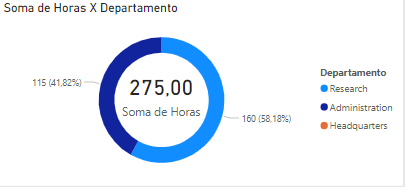 Soma de Horas X Departamento
115 (41,82%)
275,00
Soma de Horas
160 (58,18%)
Departamento
Research
Administration
Headquarters